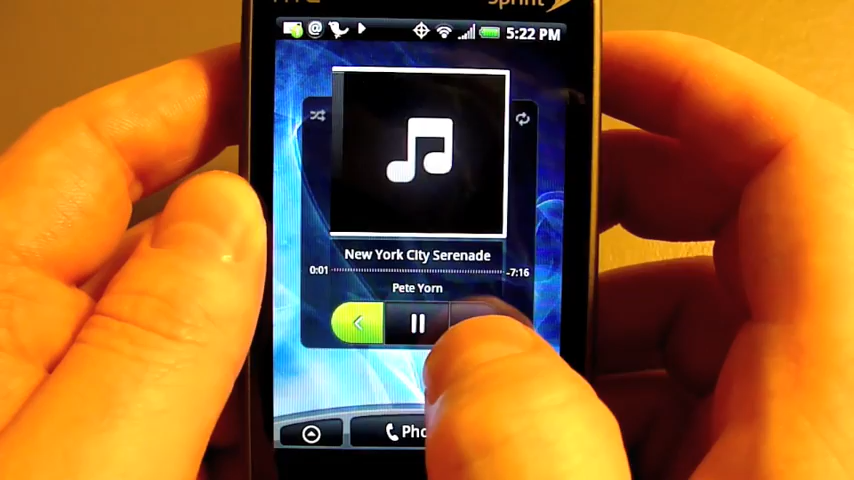 Sprint
@ 5:22 PM
New York City Serenade
0:01 -7:16
Pete Yorn
Pho